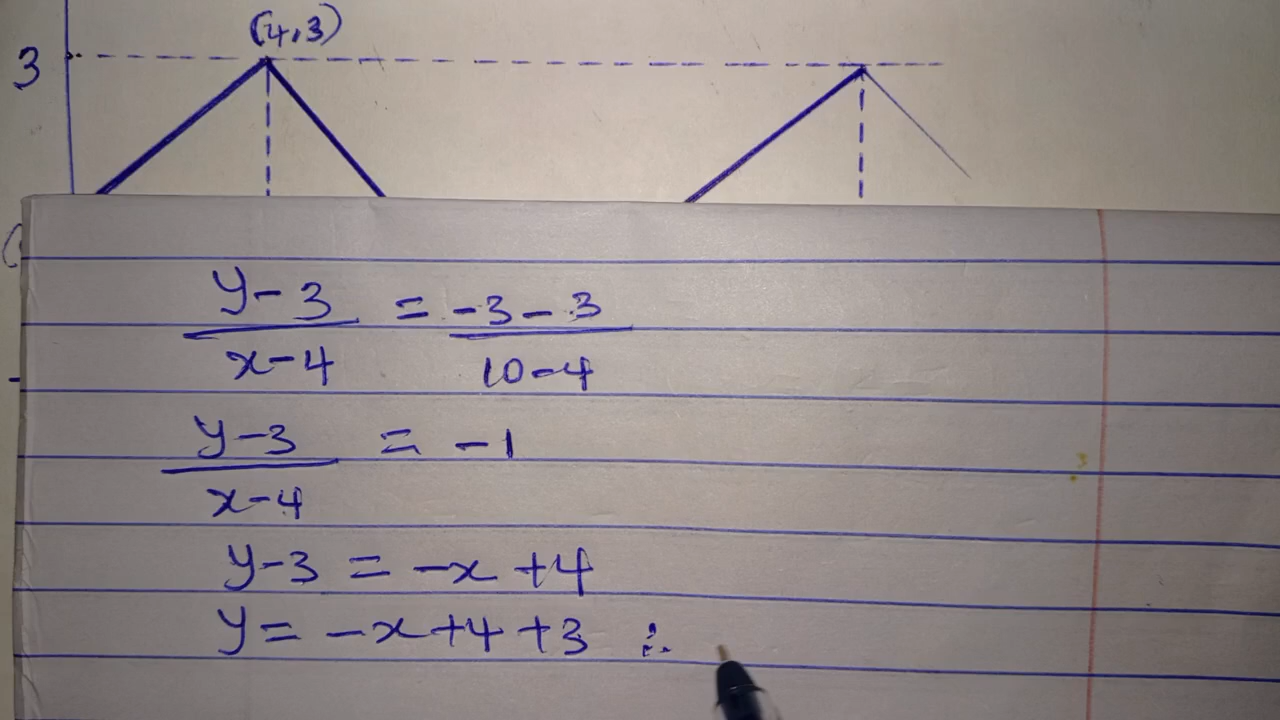 (4,3)
3
y-3 / x-4 = -3-3 / 10-4
y-3 / x-4 = -1
y-3 = -x+4
y = -x+4+3 ∴